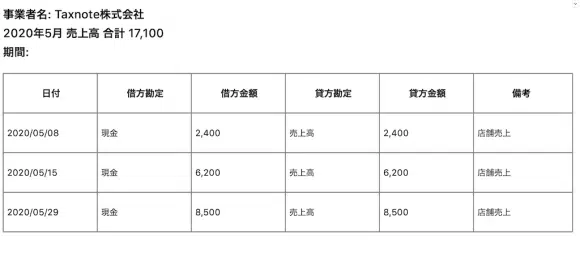 事業者名: Taxnote株式会社
2020年5月 売上高 合計 17,100
期間:
日付 借方勘定 借方金額 貸方勘定 貸方金額 備考
2020/05/08 現金 2,400 売上高 2,400 店舗売上
2020/05/15 現金 6,200 売上高 6,200 店舗売上
2020/05/29 現金 8,500 売上高 8,500 店舗売上